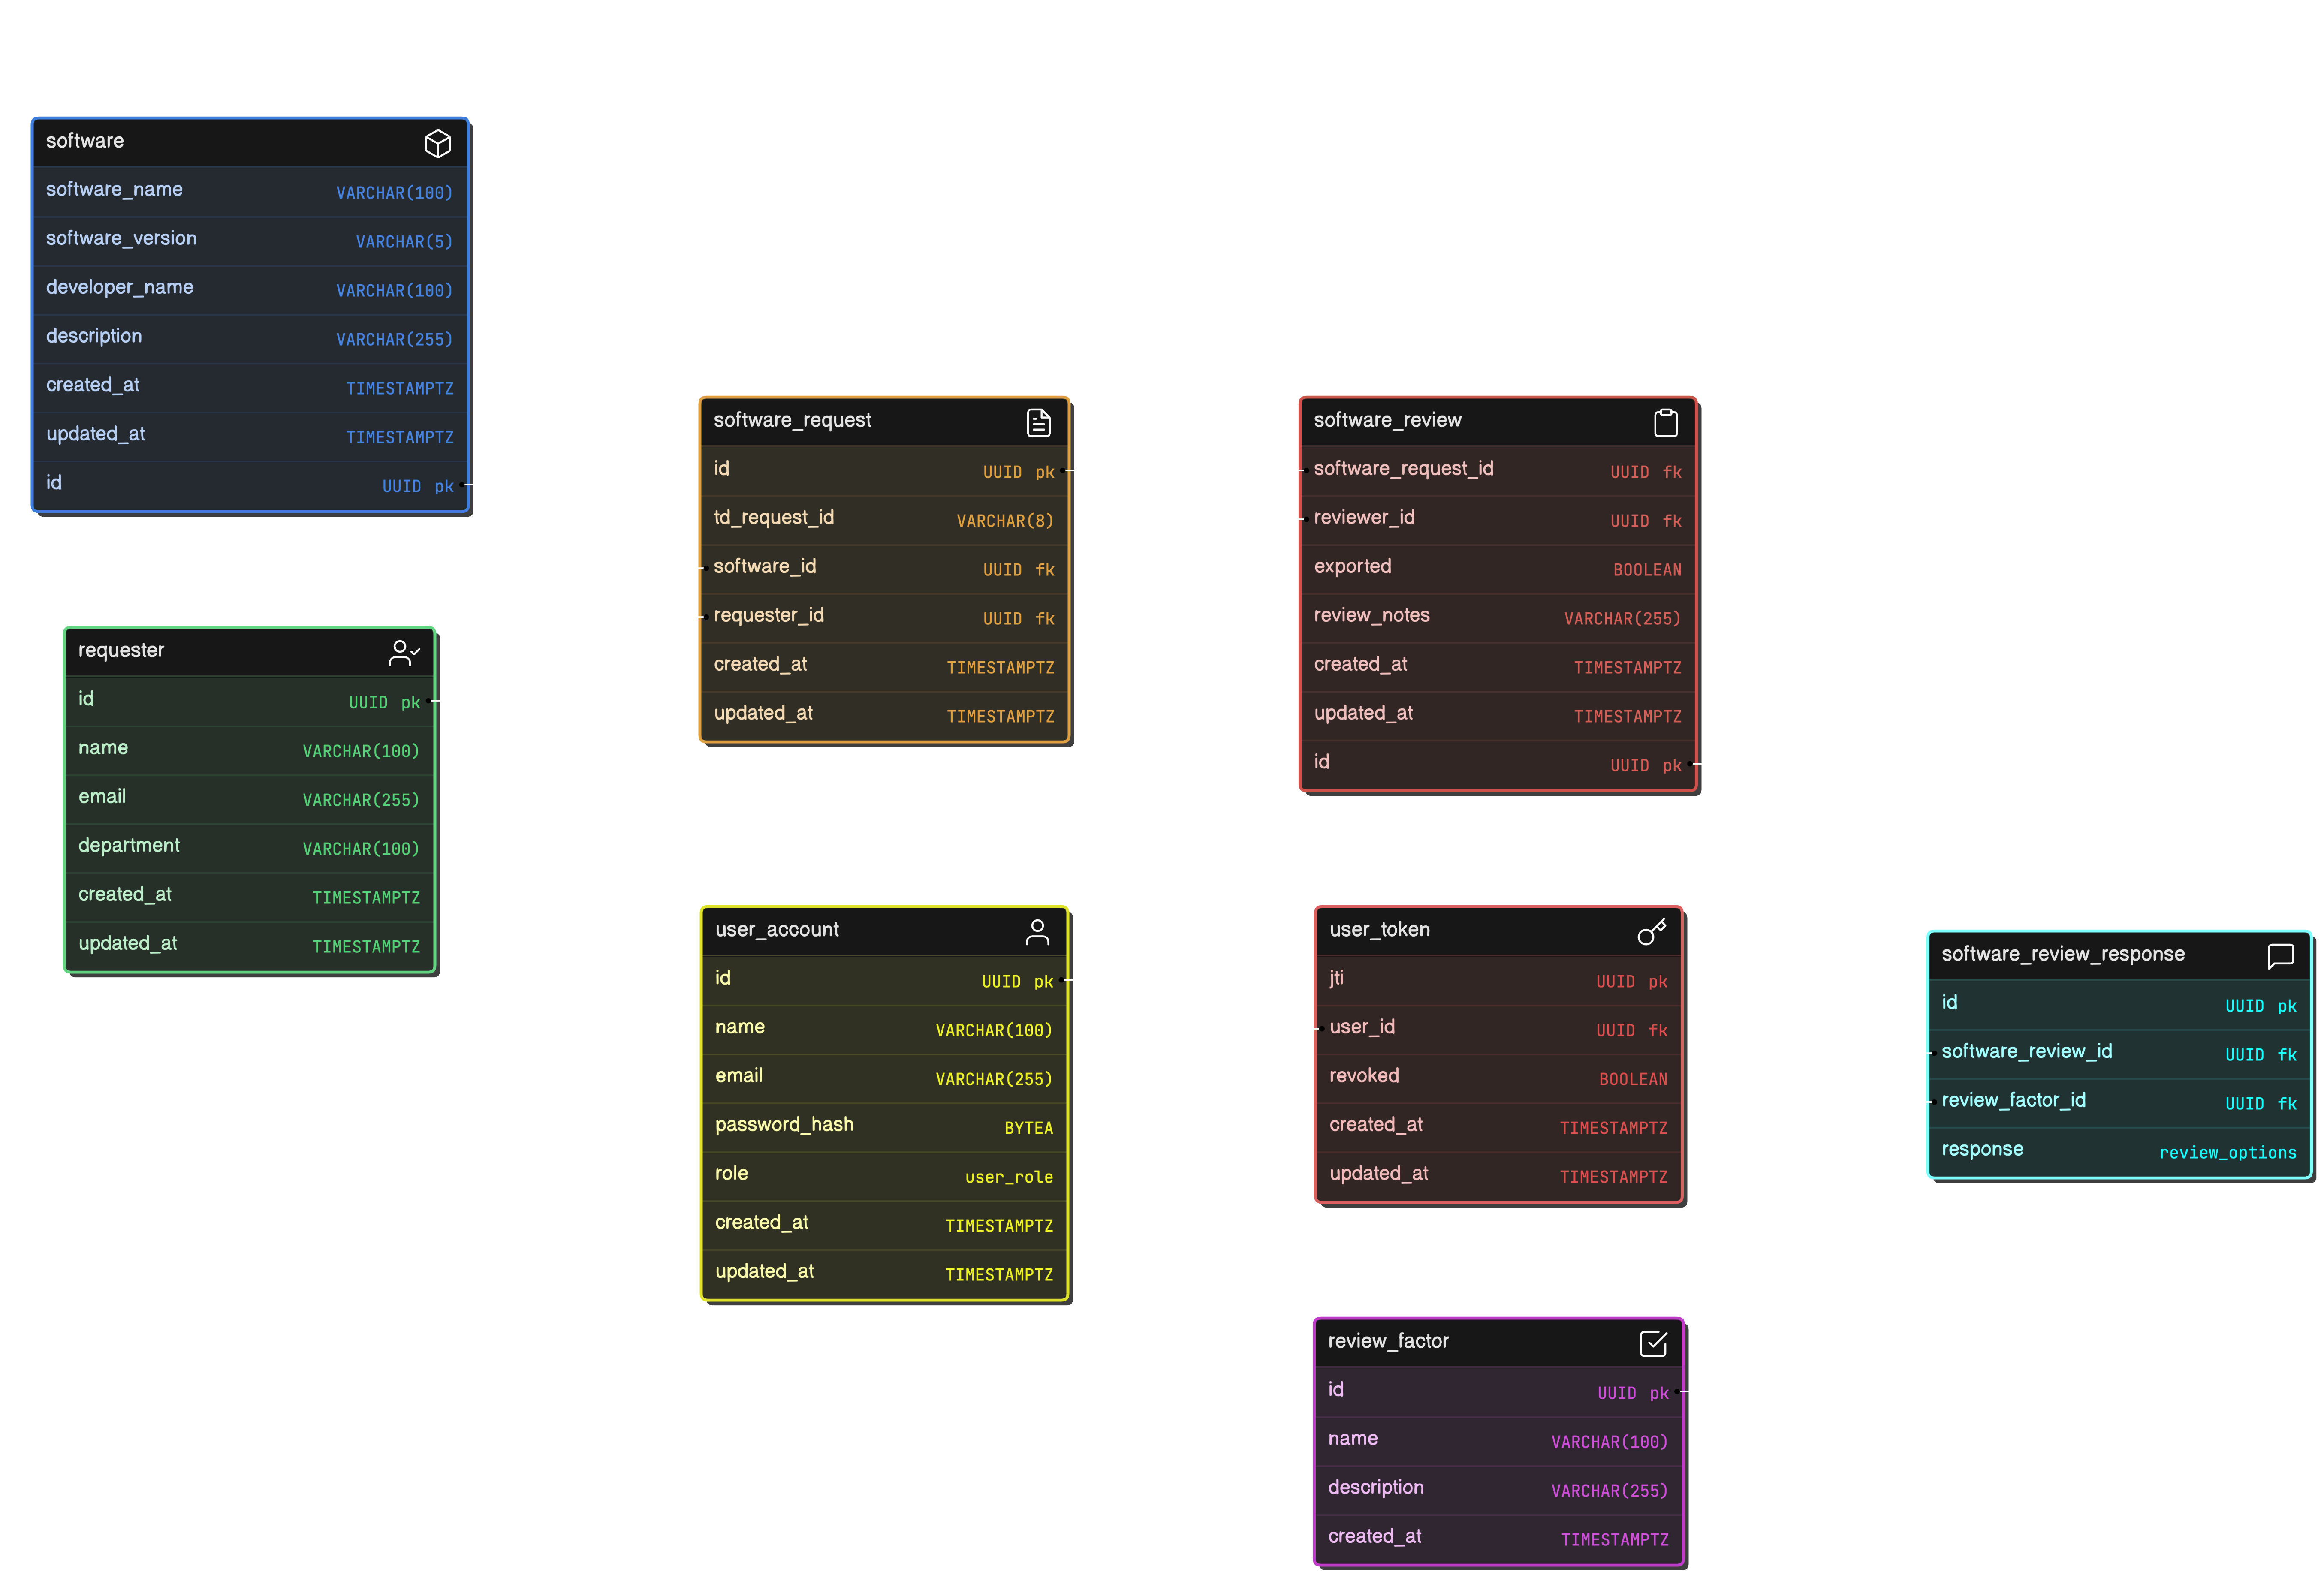 software
software_name VARCHAR(100)
software_version VARCHAR(5)
developer_name VARCHAR(100)
description VARCHAR(255)
created_at TIMESTAMPTZ
updated_at TIMESTAMPTZ
id UUID pk
requester
id UUID pk
name VARCHAR(100)
email VARCHAR(255)
department VARCHAR(100)
created_at TIMESTAMPTZ
updated_at TIMESTAMPTZ
software_request
id UUID pk
td_request_id VARCHAR(8)
software_id UUID fk
requester_id UUID fk
created_at TIMESTAMPTZ
updated_at TIMESTAMPTZ
user_account
id UUID pk
name VARCHAR(100)
email VARCHAR(255)
password_hash BYTEA
role user_role
created_at TIMESTAMPTZ
updated_at TIMESTAMPTZ
software_review
software_request_id UUID fk
reviewer_id UUID fk
exported BOOLEAN
review_notes VARCHAR(255)
created_at TIMESTAMPTZ
updated_at TIMESTAMPTZ
id UUID pk
user_token
jti UUID pk
user_id UUID fk
revoked BOOLEAN
created_at TIMESTAMPTZ
updated_at TIMESTAMPTZ
review_factor
id UUID pk
name VARCHAR(100)
description VARCHAR(255)
created_at TIMESTAMPTZ
software_review_response
id UUID pk
software_review_id UUID fk
review_factor_id UUID fk
response review_options